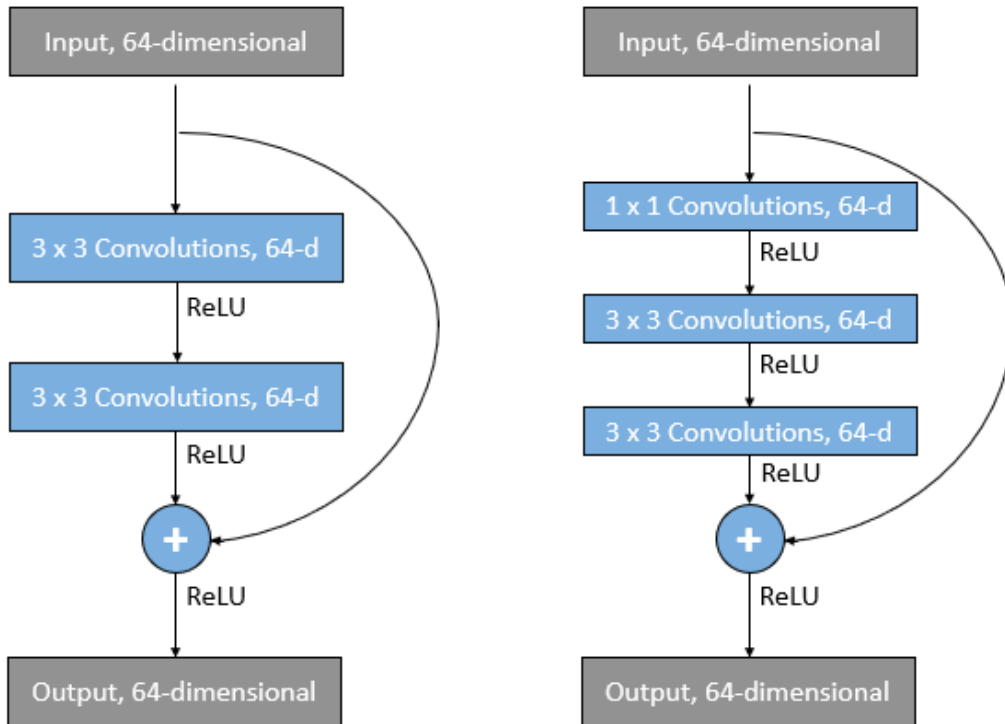 Input, 64-dimensional
3 x 3 Convolutions, 64-d
ReLU
3 x 3 Convolutions, 64-d
ReLU
+
ReLU
Output, 64-dimensional
Input, 64-dimensional
1 x 1 Convolutions, 64-d
ReLU
3 x 3 Convolutions, 64-d
ReLU
3 x 3 Convolutions, 64-d
ReLU
+
ReLU
Output, 64-dimensional